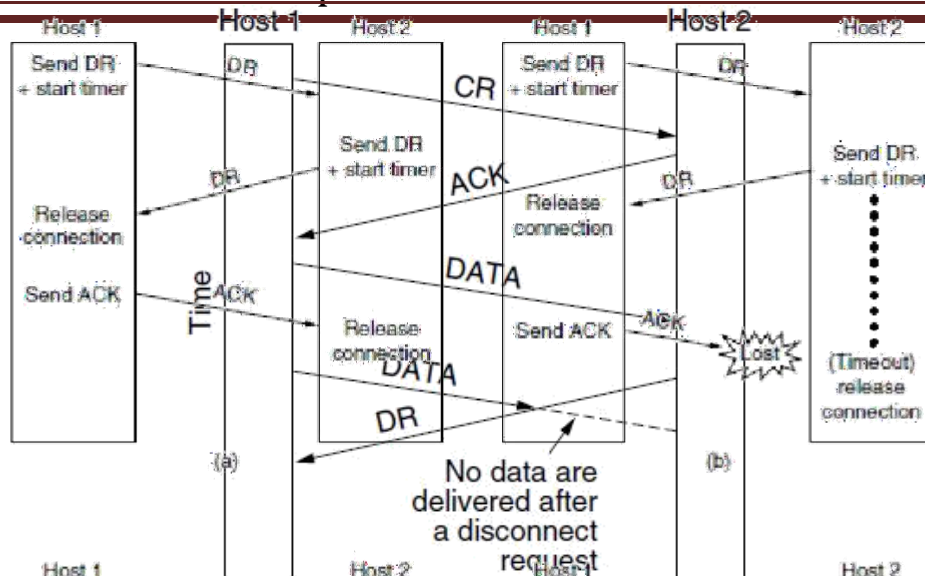 Host 1
Host 1
Host 2
Host 1
Host 2
Host 2
Send DR
+ start timer
DR
CR
Send DR
+ start timer
DR
Send DR
+ start timer
DR
ACK
Release
connection
DR
Send DR
+ start timer
Release
connection
DATA
Send ACK
ACK
Time
Release
connection
DATA
Send ACK
ACK
Lost
(Timeout)
release
connection
DR
(a)
No data are
delivered after
a disconnect
request
(b)
Host 1
Host 2
Host 1
Host 2